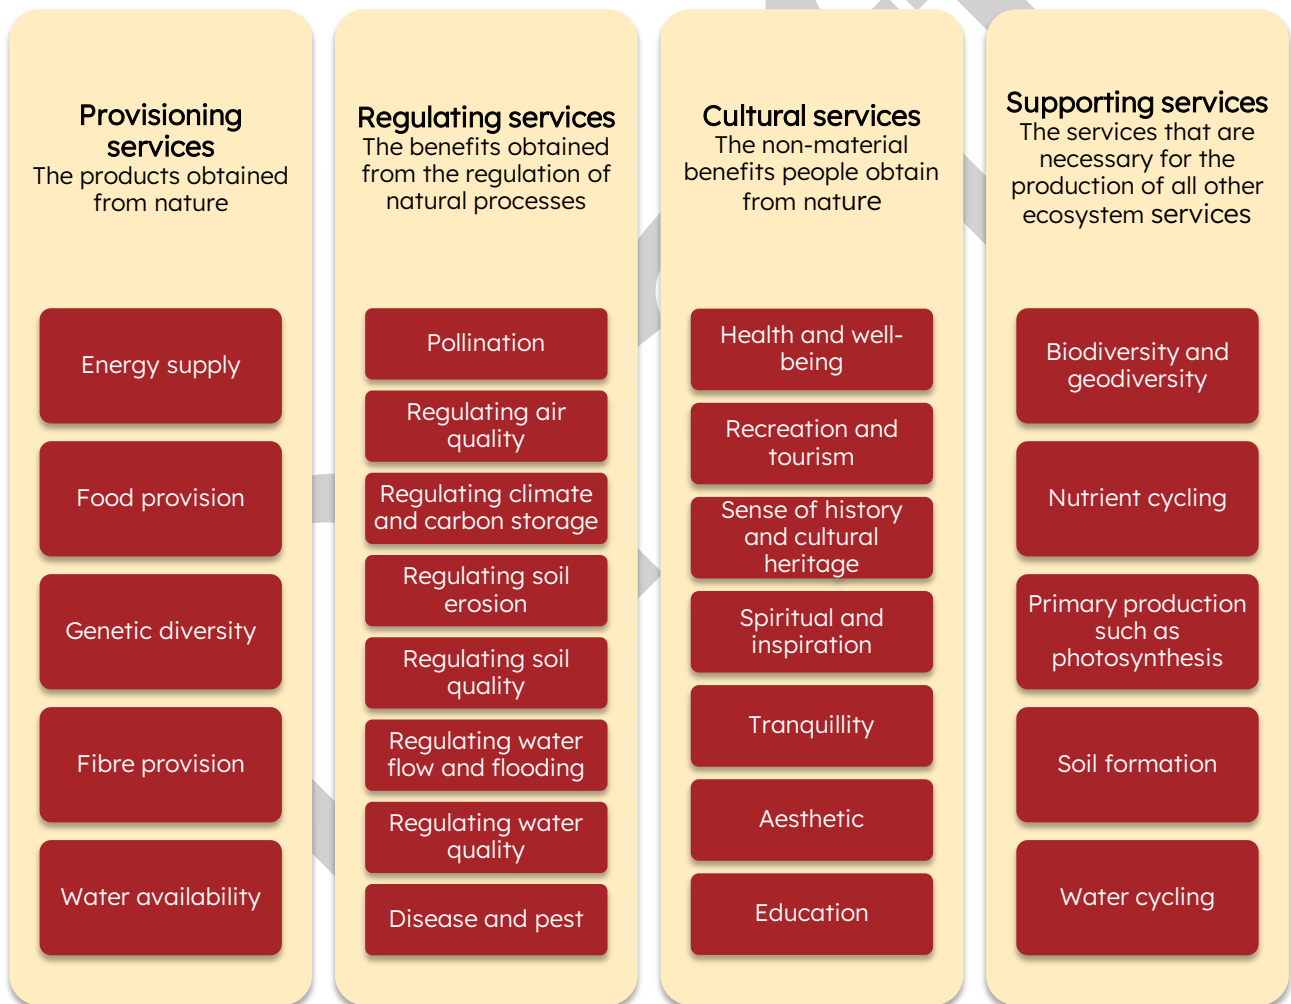 Provisioning
services
The products obtained
from nature
Energy supply
Food provision
Genetic diversity
Fibre provision
Water availability
Regulating services
The benefits obtained
from the regulation of
natural processes
Pollination
Regulating air
quality
Regulating climate
and carbon storage
Regulating soil
erosion
Regulating soil
quality
Regulating water
flow and flooding
Regulating water
quality
Disease and pest
Cultural services
The non-material
benefits people obtain
from nature
Health and well-
being
Recreation and
tourism
Sense of history
and cultural
heritage
Spiritual and
inspiration
Tranquillity
Aesthetic
Education
Supporting services
The services that are
necessary for the
production of all other
ecosystem services
Biodiversity and
geodiversity
Nutrient cycling
Primary production
such as
photosynthesis
Soil formation
Water cycling